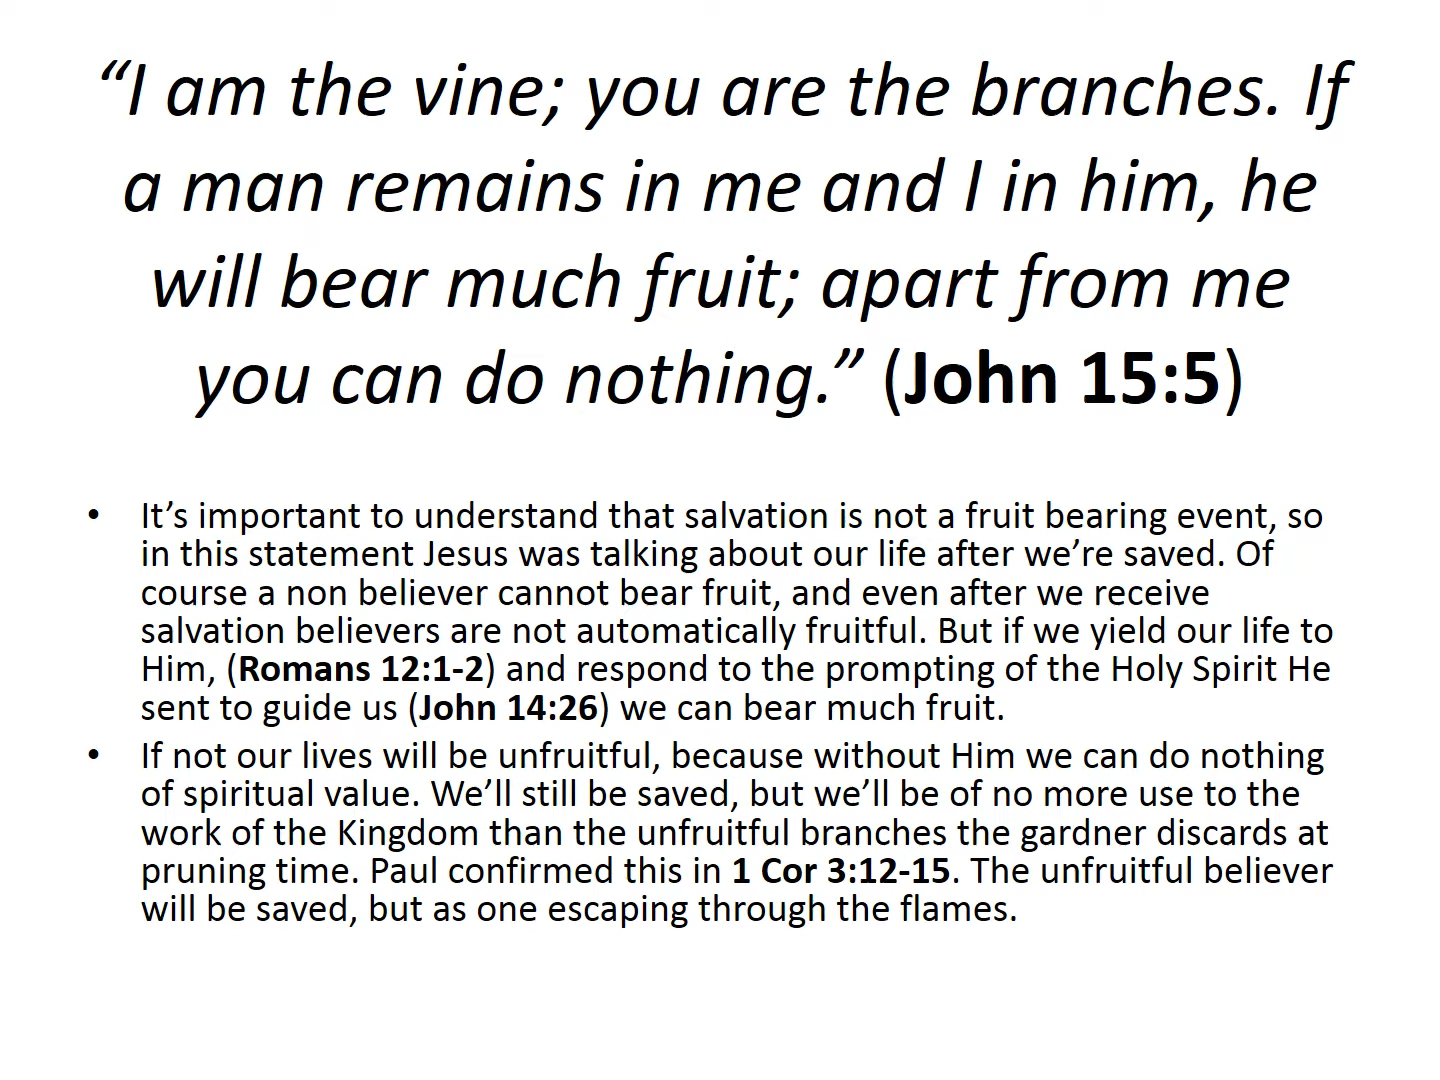 “I am the vine; you are the branches. If
a man remains in me and I in him, he
will bear much fruit; apart from me
you can do nothing.” (John 15:5)
• It’s important to understand that salvation is not a fruit bearing event, so
in this statement Jesus was talking about our life after we’re saved. Of
course a non believer cannot bear fruit, and even after we receive
salvation believers are not automatically fruitful. But if we yield our life to
Him, (Romans 12:1-2) and respond to the prompting of the Holy Spirit He
sent to guide us (John 14:26) we can bear much fruit.
• If not our lives will be unfruitful, because without Him we can do nothing
of spiritual value. We’ll still be saved, but we’ll be of no more use to the
work of the Kingdom than the unfruitful branches the gardner discards at
pruning time. Paul confirmed this in 1 Cor 3:12-15. The unfruitful believer
will be saved, but as one escaping through the flames.